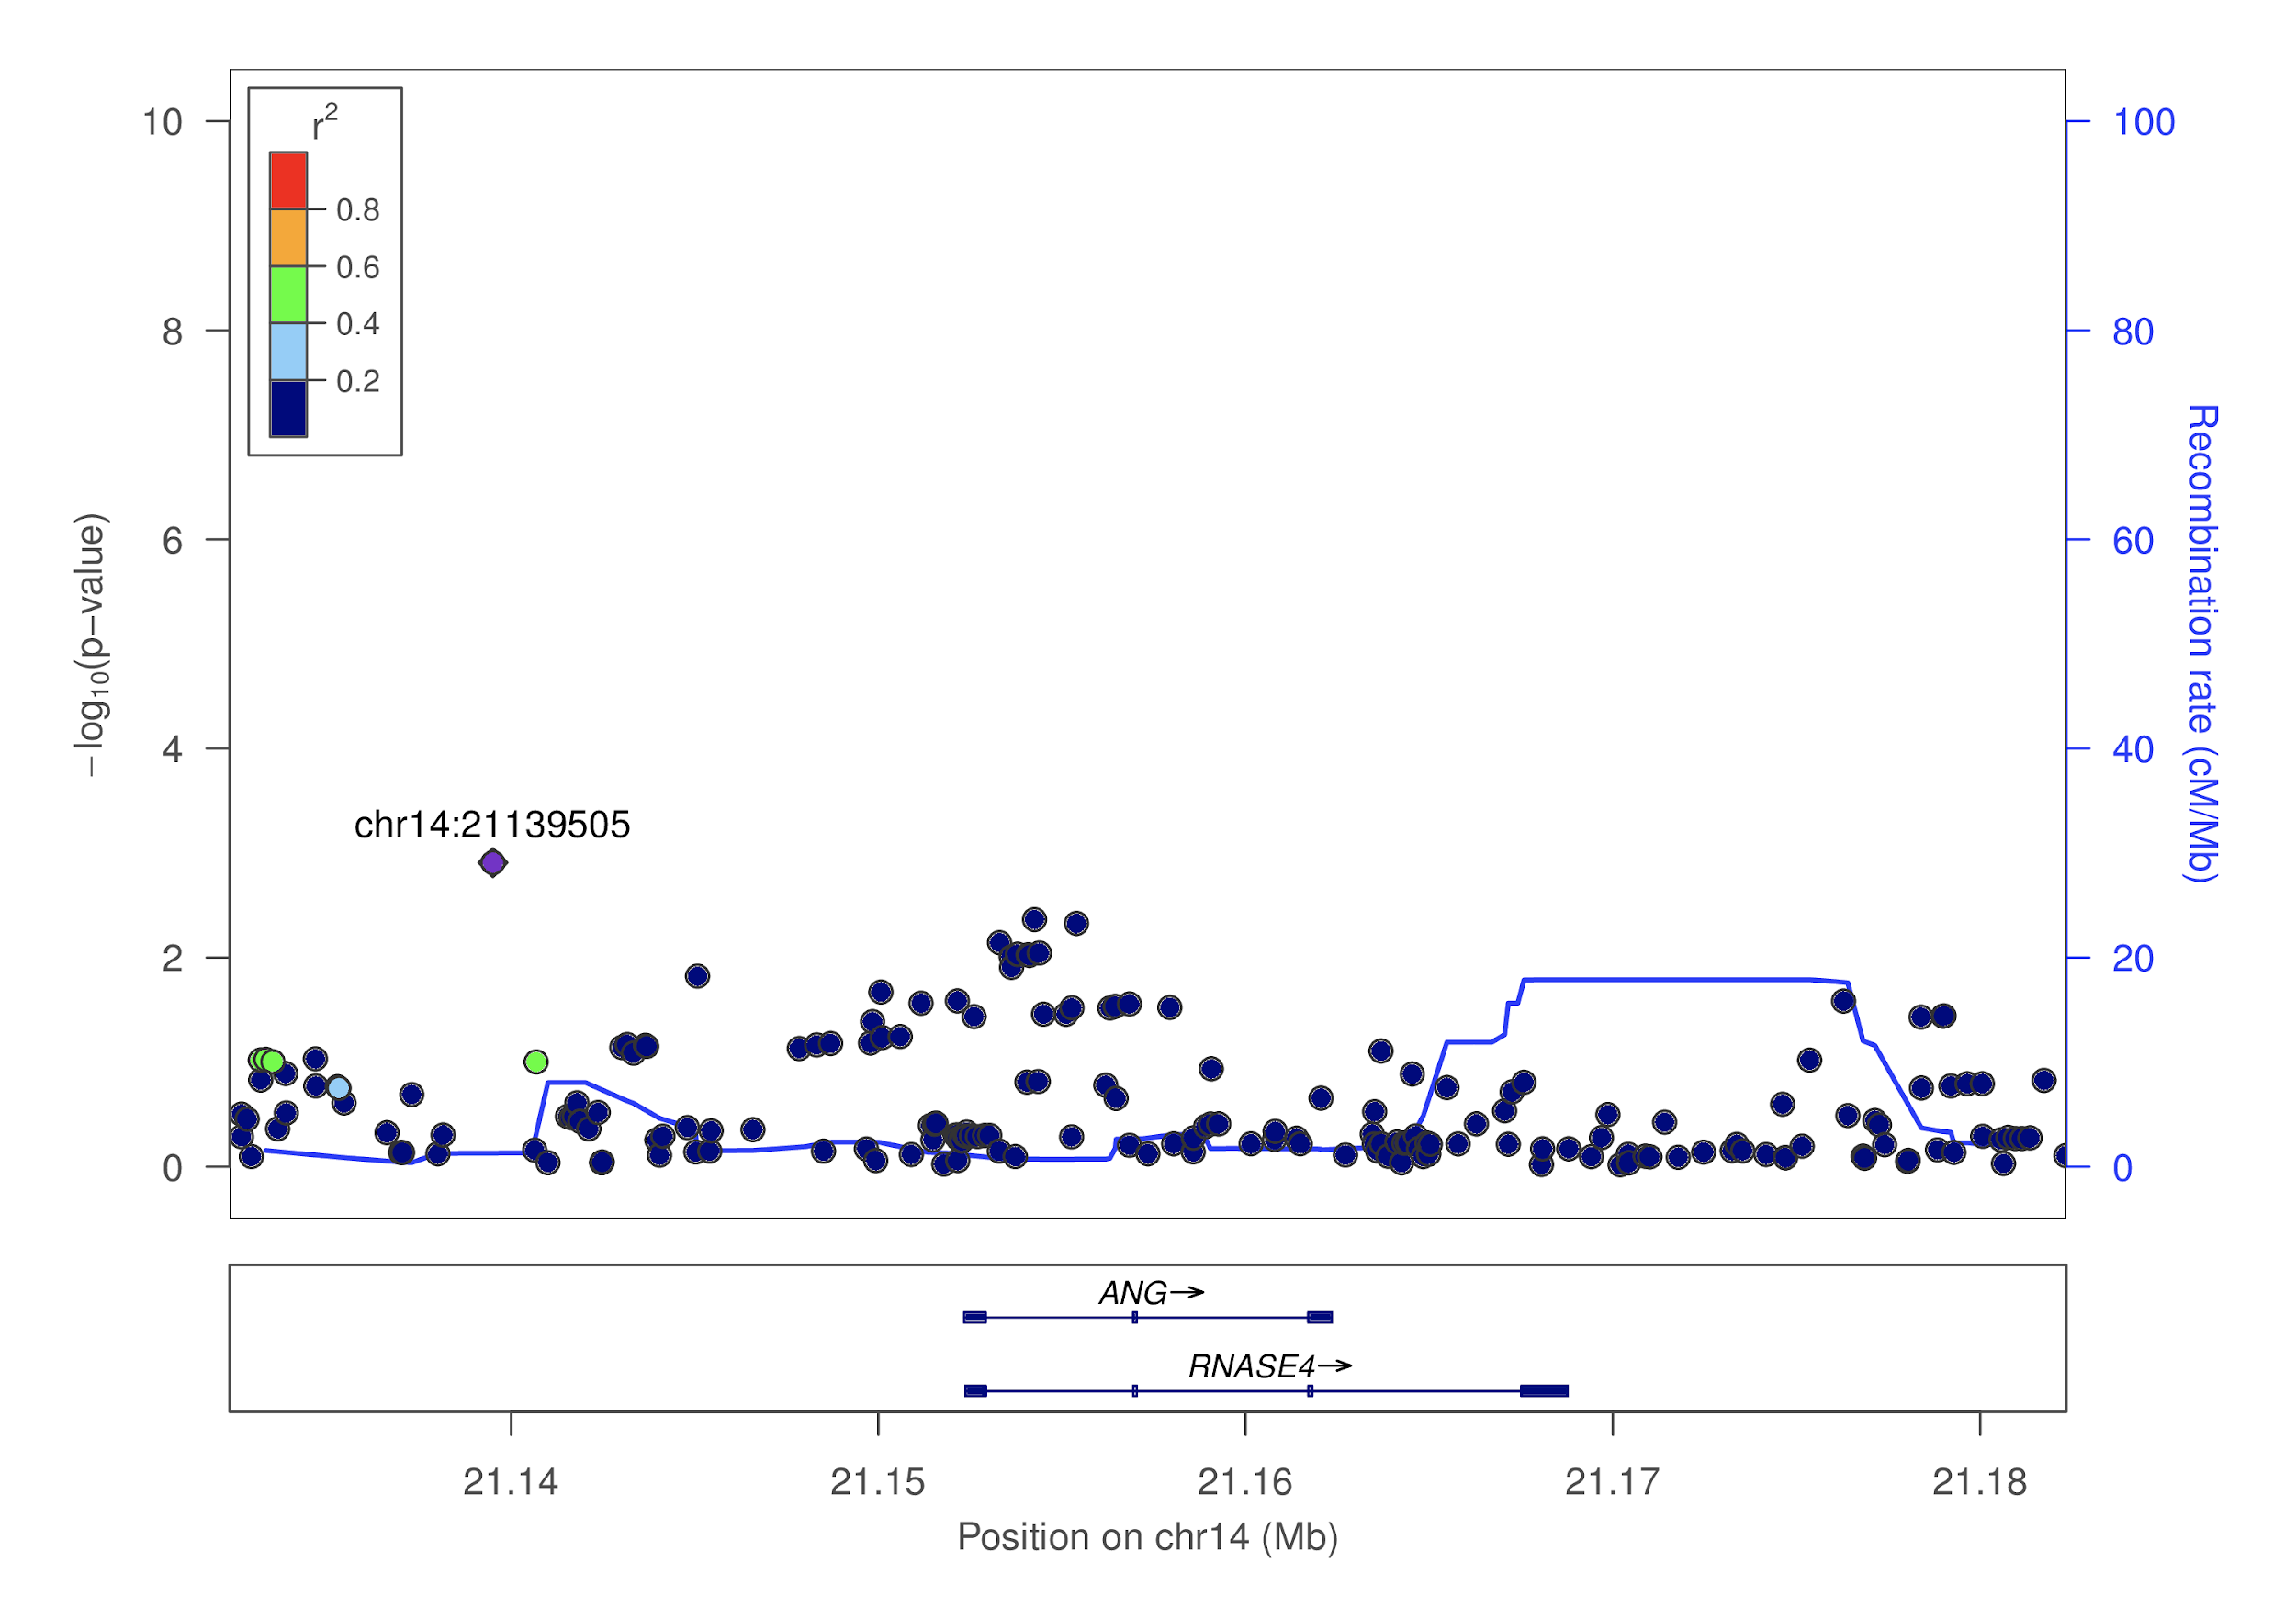 r2
0.8
0.6
0.4
0.2
10
8
6
4
2
0
−log10(p−value)
100
80
60
40
20
0
Recombination rate (cM/Mb)
chr14:21139505
ANG→
RNASE4→
21.14 21.15 21.16 21.17 21.18
Position on chr14 (Mb)